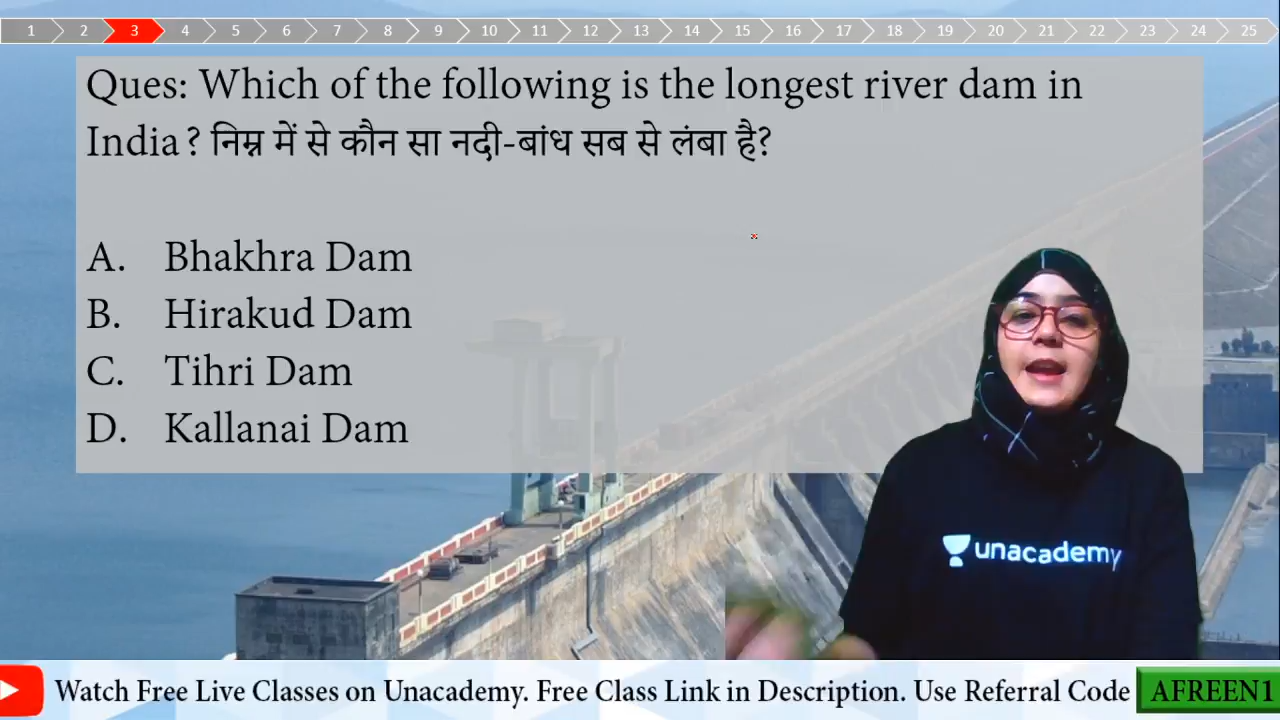 1 2 3 4 5 6 7 8 9 10 11 12 13 14 15 16 17 18 19 20 21 22 23 24 25
Ques: Which of the following is the longest river dam in
India? निम्न में से कौन सा नदी-बांध सब से लंबा है?
A. Bhakhra Dam
B. Hirakud Dam
C. Tihri Dam
D. Kallanai Dam
unacademy
Watch Free Live Classes on Unacademy. Free Class Link in Description. Use Referral Code AFREEN1